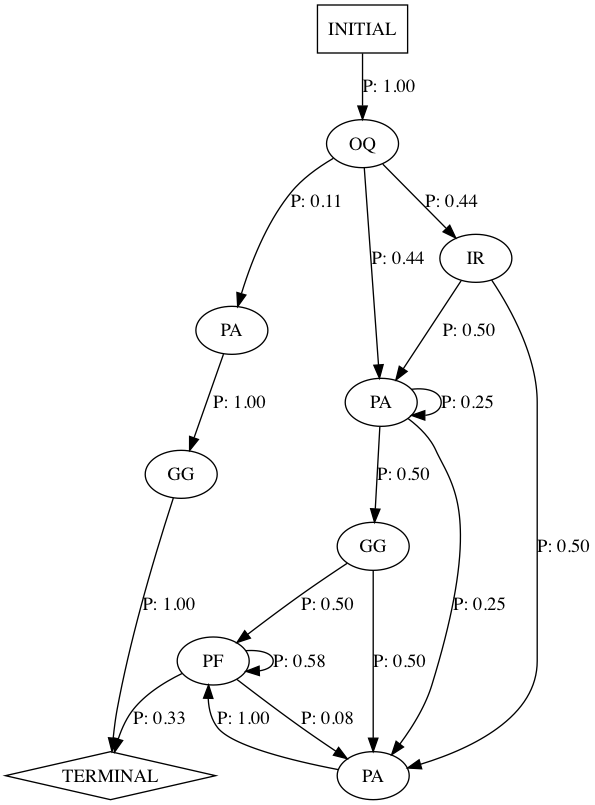 INITIAL
P: 1.00
OQ
P: 0.11
P: 0.44
P: 0.44
IR
PA
P: 0.50
P: 1.00
PA
P: 0.25
GG
P: 0.50
GG
P: 0.50
P: 1.00
P: 0.50
P: 0.25
PF
P: 0.58
P: 0.50
P: 0.33
P: 1.00
P: 0.08
TERMINAL
PA